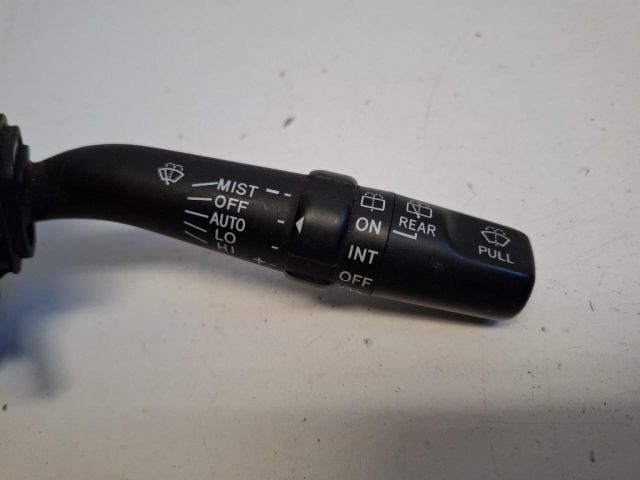 MIST
OFF
AUTO
LO
HI
+
-
ON
INT
OFF
REAR
PULL